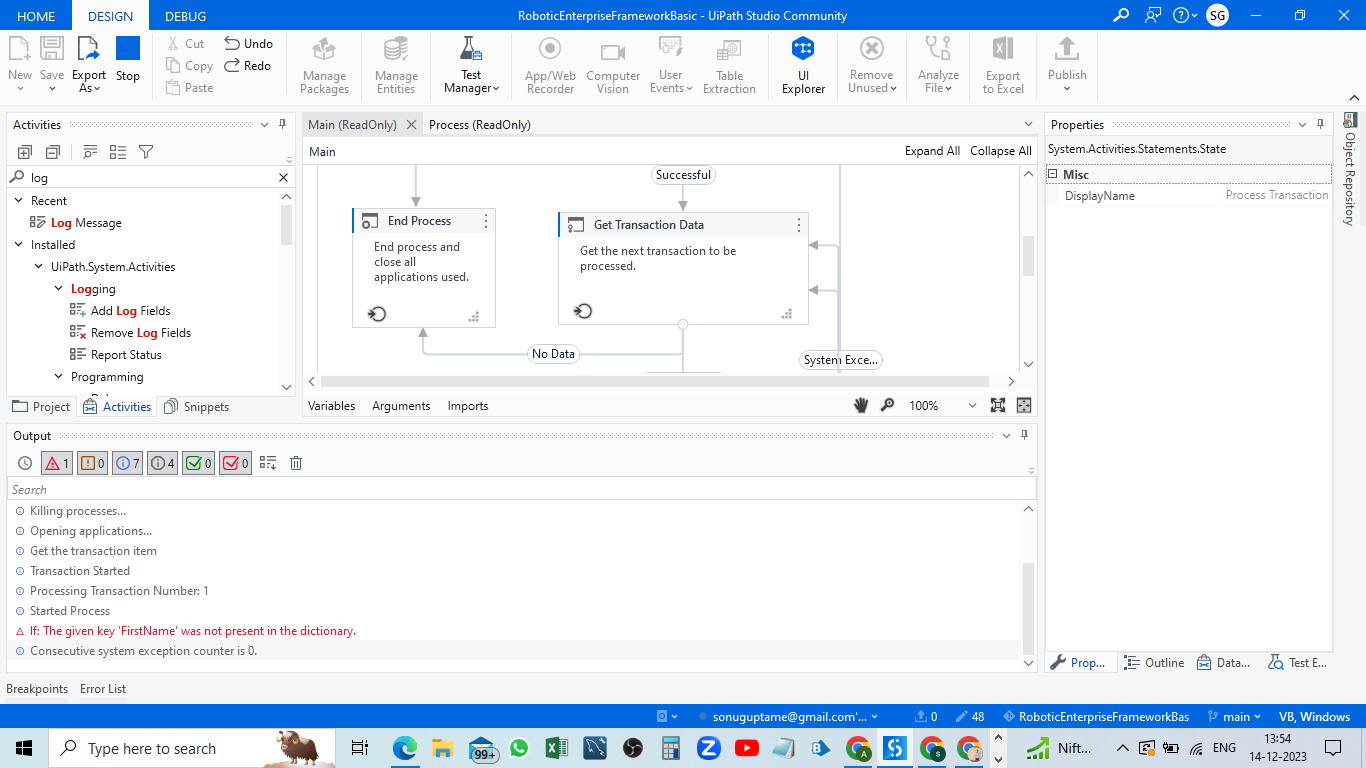 HOME DESIGN DEBUG RoboticEnterpriseFrameworkBasic - UiPath Studio Community SG
New Save Export As Stop Cut Copy Paste Undo Redo Manage Packages Manage Entities Test Manager App/Web Recorder Computer Vision User Events Table Extraction UI Explorer Remove Unused Analyze File Export to Excel Publish
Activities
log
Recent
Log Message
Installed
UiPath.System.Activities
Logging
Add Log Fields
Remove Log Fields
Report Status
Programming
Project Activities Snippets
Main (ReadOnly) Process (ReadOnly)
Main Expand All Collapse All
Successful
End Process
End process and
close all
applications used.
Get Transaction Data
Get the next transaction to be
processed.
No Data
System Exce...
Variables Arguments Imports 100%
Properties
System.Activities.Statements.State
Misc
DisplayName Process Transaction
Object Repository
Prop... Outline Data... Test E...
Output
1 0 7 4 0 0
Search
Killing processes...
Opening applications...
Get the transaction item
Transaction Started
Processing Transaction Number: 1
Started Process
If: The given key 'FirstName' was not present in the dictionary.
Consecutive system exception counter is 0.
Breakpoints Error List
sonuguptame@gmail.com'... 0 48 RoboticEnterpriseFrameworkBas main VB, Windows
Type here to search 99+ A S Nift... ENG 13:54
14-12-2023